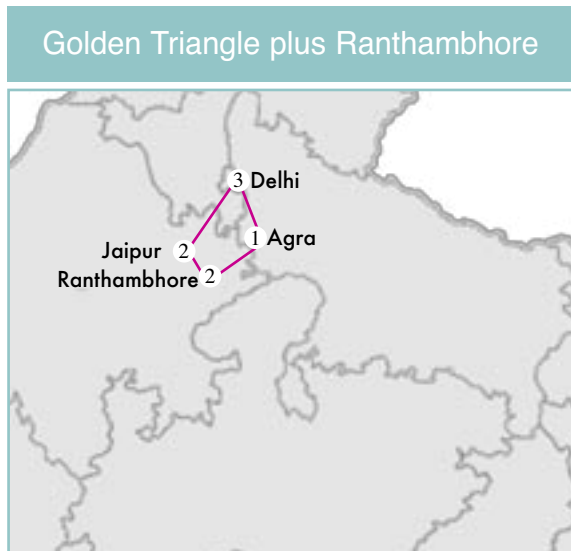 Golden Triangle plus Ranthambhore
3 Delhi
1 Agra
Jaipur 2
Ranthambhore 2